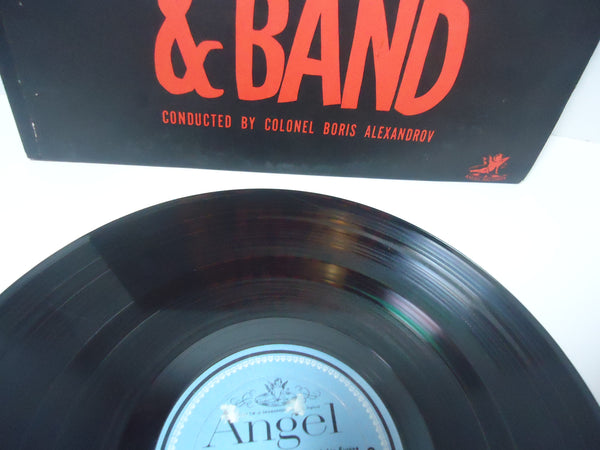 & BAND
CONDUCTED BY COLONEL BORIS ALEXANDROV
Angel